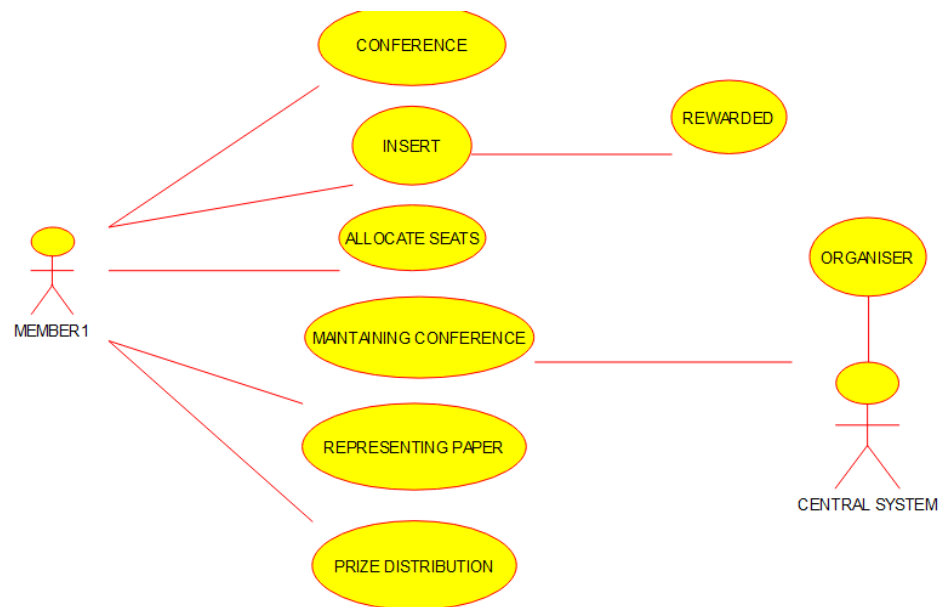 CONFERENCE
REWARDED
INSERT
ALLOCATE SEATS
ORGANISER
MEMBER1
MAINTAINING CONFERENCE
REPRESENTING PAPER
CENTRAL SYSTEM
PRIZE DISTRIBUTION